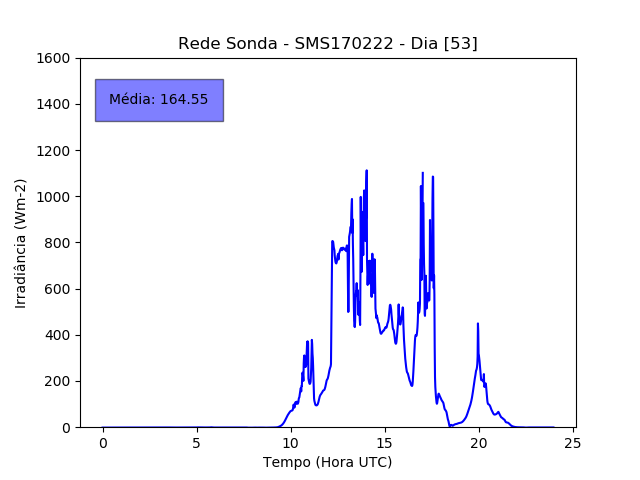 Rede Sonda - SMS170222 - Dia [53]
1600
1400
1200
1000
800
600
400
200
0
Irradiância (Wm-2)
Média: 164.55
0 5 10 15 20 25
Tempo (Hora UTC)